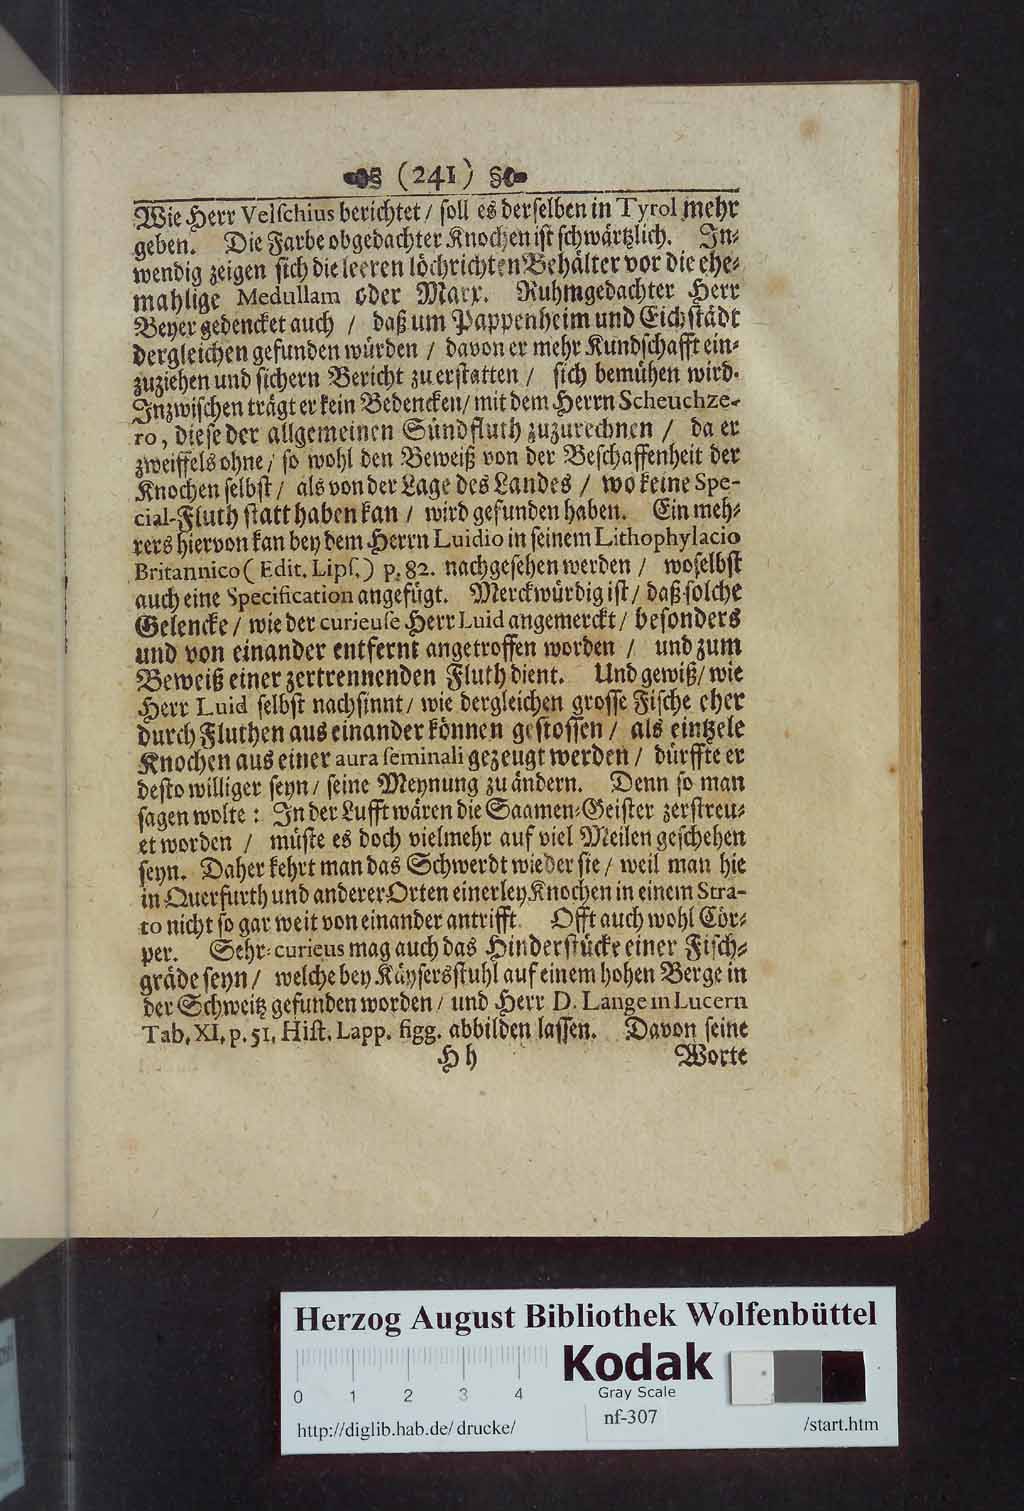 (241)
Wie Herr Velschius berichtet / soll es derselben in Tyrol mehr
geben. Die Farbe obgedachter Knochen ist schwärtzlich. In-
wendig zeigen sich die leeren löchrichten Behälter vor die ehe-
mahlige Medullam oder Marx. Ruhmgedachter Herr
Beyer gedencket auch / daß um Pappenheim und Eichstädt
dergleichen gefunden würden / davon er mehr Kundschafft ein-
zuziehen und sichern Bericht zu erstatten / sich bemühen wird.
Inzwischen trägt er kein Bedencken / mit dem Herrn Scheuchze-
ro, diese der allgemeinen Sündfluth zuzurechnen / da er
zweiffels ohne / so wohl den Beweiß von der Beschaffenheit der
Knochen selbst / als von der Lage des Landes / wo keine Spe-
cial-Fluth statt haben kan / wird gefunden haben. Ein meh-
rers hiervon kan bey dem Herrn Luidio in seinem Lithophylacio
Britannico (Edit. Lips.) p. 82. nachgesehen werden / woselbst
auch eine Specification angefügt. Merckwürdig ist / daß solche
Gelencke / wie der curieuse Herr Luid angemerckt / besonders
und von einander entfernt angetroffen worden / und zum
Beweiß einer zertrennenden Fluth dient. Und gewiß / wie
Herr Luid selbst nachsinnt / wie dergleichen grosse Fische eher
durch Fluthen aus einander können gestossen / als eintzele
Knochen aus einer aura seminali gezeugt werden / dürffte er
desto williger seyn / seine Meynung zu ändern. Denn so man
sagen wolte : In der Lufft wären die Saamen-Geister zerstreu-
et worden / müste es doch vielmehr auf viel Meilen geschehen
seyn. Daher kehrt man das Schwerdt wieder sie / weil man hie
in Querfurth und anderer Orten einerley Knochen in einem Stra-
to nicht so gar weit von einander antrifft. Offt auch wohl Cör-
per. Sehr curieus mag auch das Hinderstücke einer Fisch-
gräde seyn / welche bey Käysersstuhl auf einem hohen Berge in
der Schweitz gefunden worden / und Herr D. Lange in Lucern
Tab. XI. p. 51. Hist. Lapp. figg. abbilden lassen. Davon seine
H h Worte
Herzog August Bibliothek Wolfenbüttel
0 1 2 3 4
Kodak
Gray Scale
nf-307
http://diglib.hab.de/drucke/ /start.htm